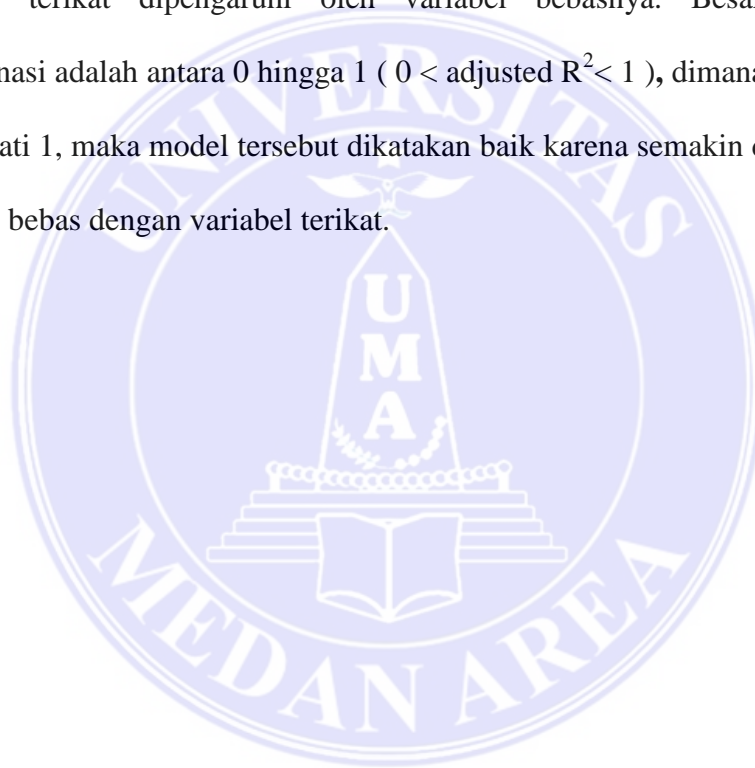 terikat dipengaruhi oleh variabel bebasnya. Besar
nasi adalah antara 0 hingga 1 ( 0 < adjusted R²< 1 ), dimana
ati 1, maka model tersebut dikatakan baik karena semakin
bebas dengan variabel terikat.
UNIVERSITAS
UMA
MEDAN AREA